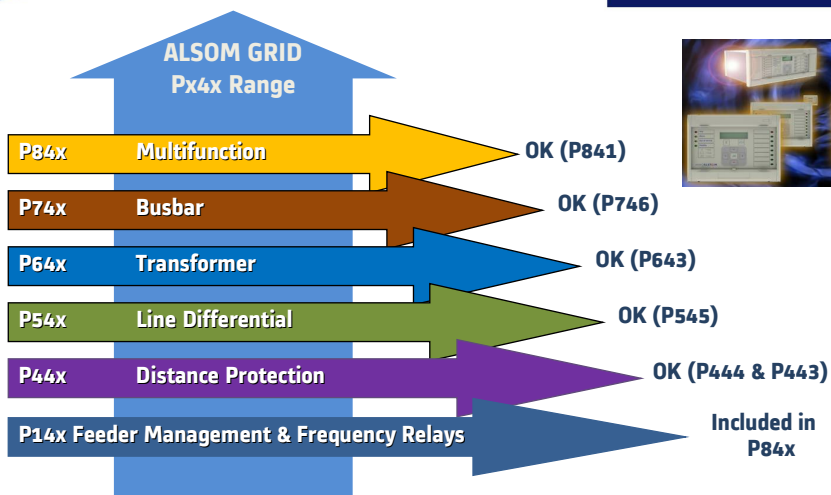 ALSOM GRID
Px4x Range
P84x Multifunction OK (P841)
P74x Busbar OK (P746)
P64x Transformer OK (P643)
P54x Line Differential OK (P545)
P44x Distance Protection OK (P444 & P443)
P14x Feeder Management & Frequency Relays
Included in
P84x